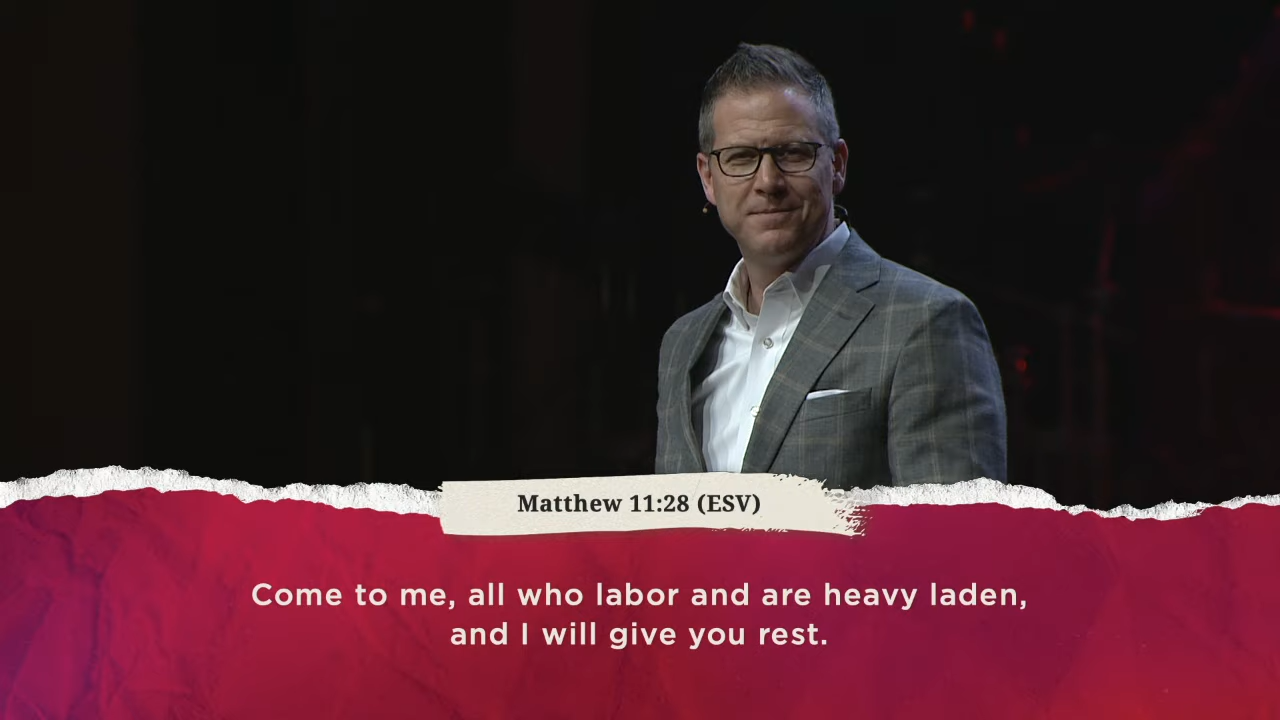 Matthew 11:28 (ESV)
Come to me, all who labor and are heavy laden,
and I will give you rest.